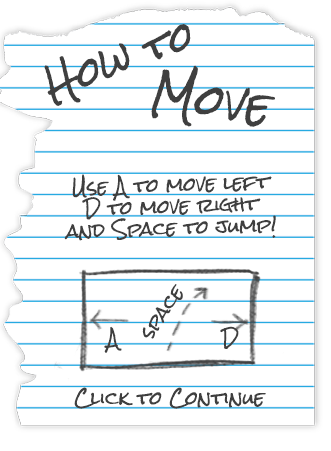 How to
Move
Use A to move left
D to move right
and Space to jump!
Space
A
D
Click to Continue